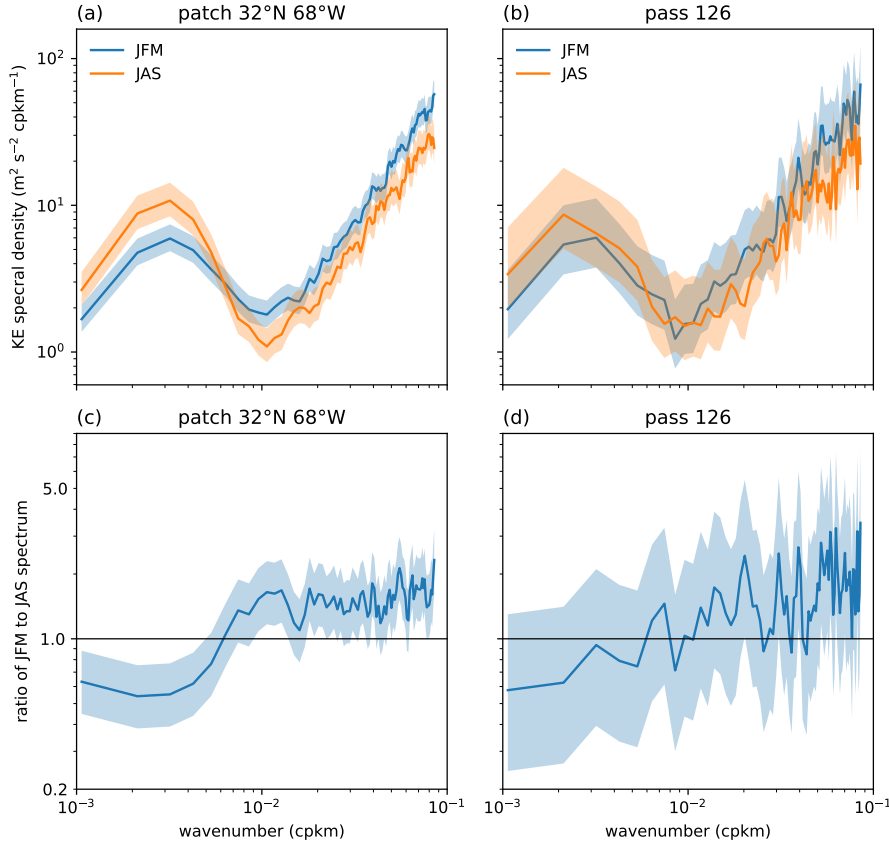 (a) patch 32°N 68°W
(b) pass 126
JFM
JAS
JFM
JAS
10²
10¹
10⁰
KE specral density (m² s⁻² cpkm⁻¹)
(c) patch 32°N 68°W
(d) pass 126
5.0
1.0
0.2
ratio of JFM to JAS spectrum
10⁻³ 10⁻² 10⁻¹
10⁻³ 10⁻² 10⁻¹
wavenumber (cpkm)
wavenumber (cpkm)